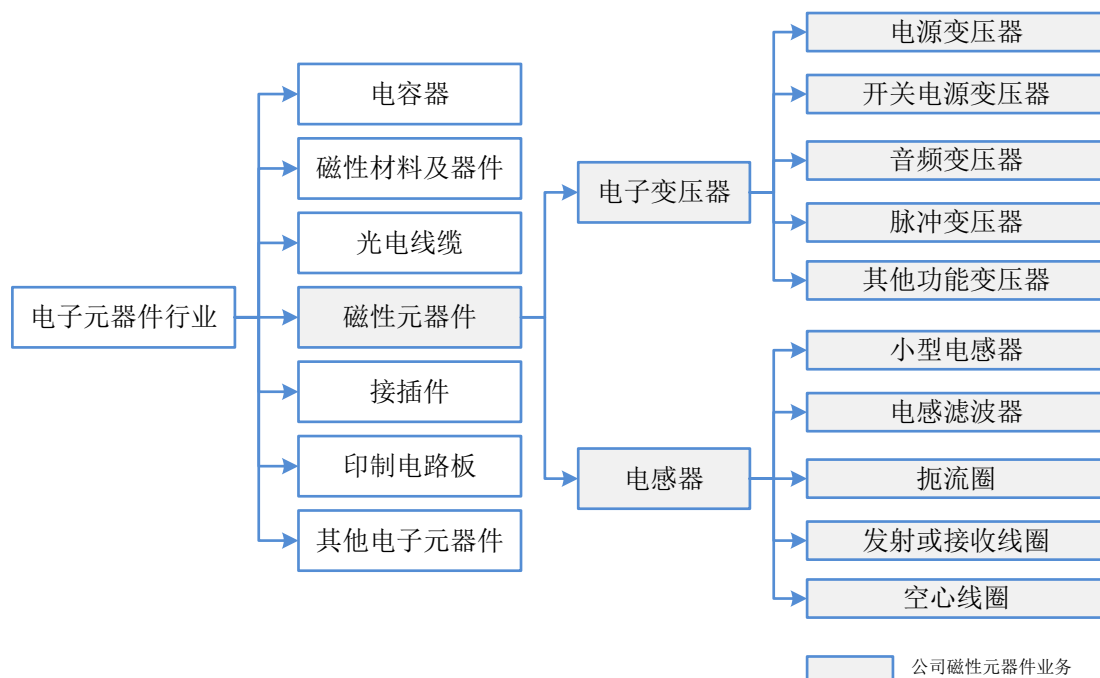 电子元器件行业
电容器
磁性材料及器件
光电线缆
磁性元器件
接插件
印制电路板
其他电子元器件
电子变压器
电感器
电源变压器
开关电源变压器
音频变压器
脉冲变压器
其他功能变压器
小型电感器
电感滤波器
扼流圈
发射或接收线圈
空心线圈
公司磁性元器件业务